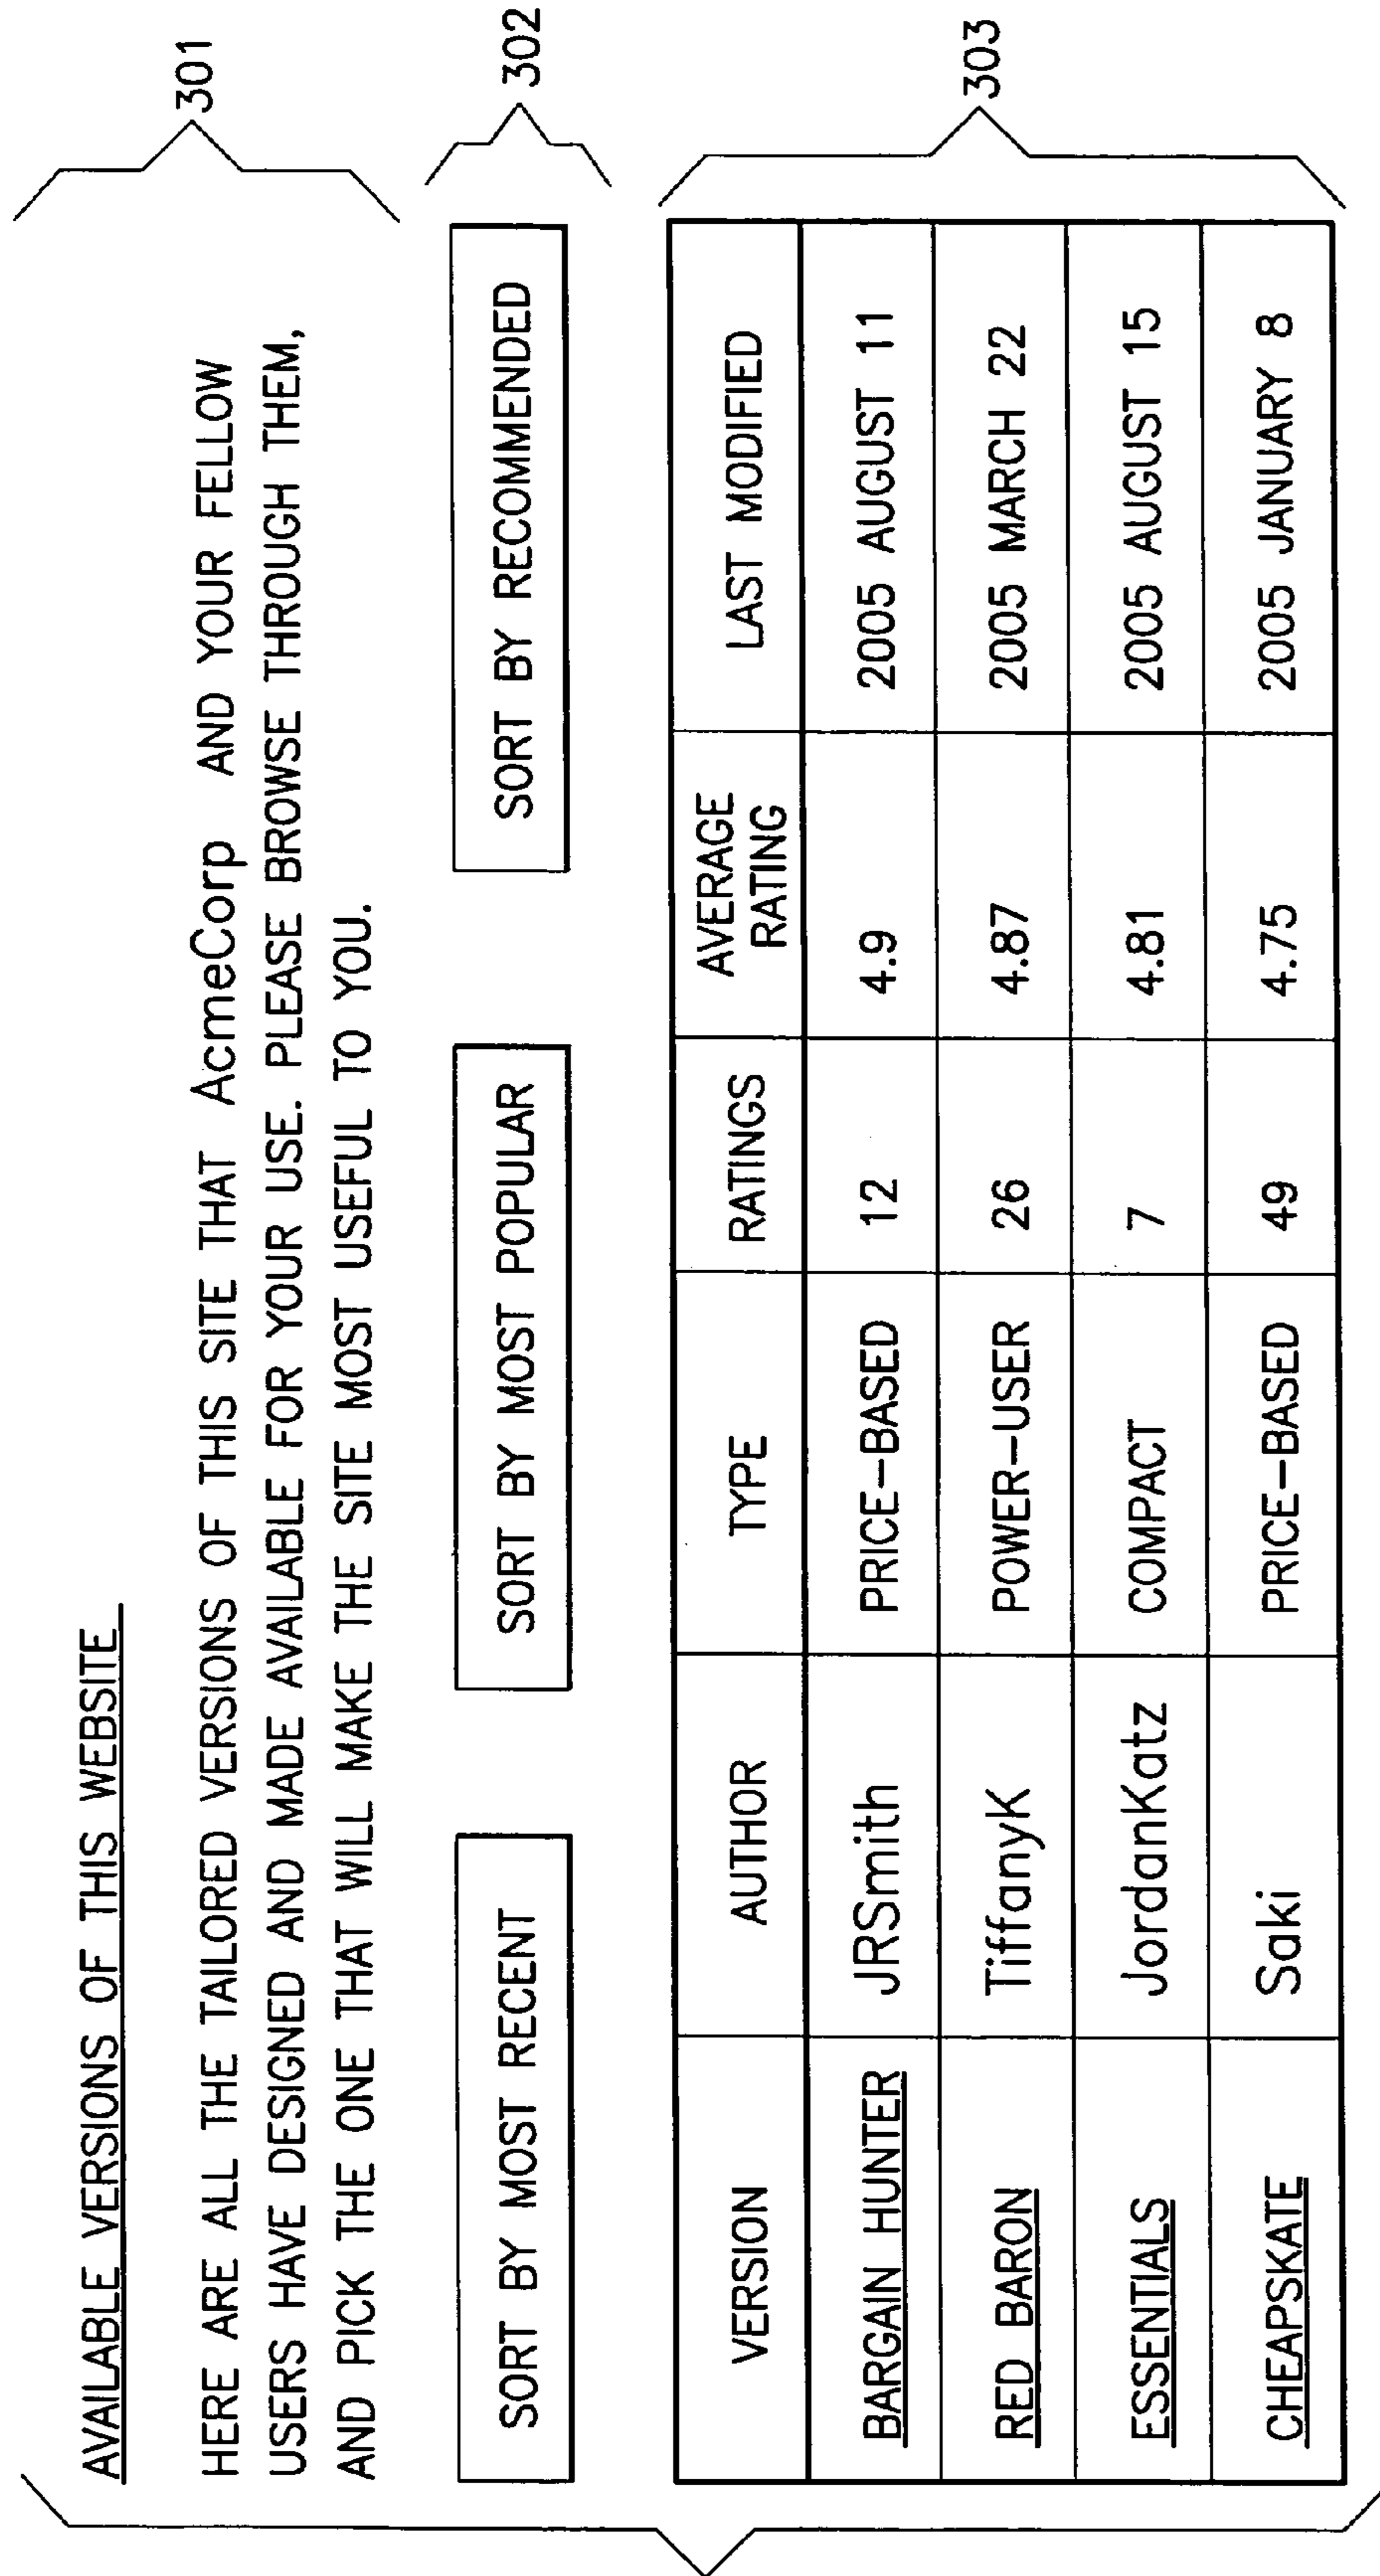 AVAILABLE VERSIONS OF THIS WEBSITE
HERE ARE ALL THE TAILORED VERSIONS OF THIS SITE THAT AcmeCorp AND YOUR FELLOW
USERS HAVE DESIGNED AND MADE AVAILABLE FOR YOUR USE. PLEASE BROWSE THROUGH THEM,
AND PICK THE ONE THAT WILL MAKE THE SITE MOST USEFUL TO YOU.
301
SORT BY MOST RECENT SORT BY MOST POPULAR SORT BY RECOMMENDED
302
VERSION AUTHOR TYPE RATINGS AVERAGE RATING LAST MODIFIED
BARGAIN HUNTER JRSmith PRICE-BASED 12 4.9 2005 AUGUST 11
RED BARON TiffanyK POWER-USER 26 4.87 2005 MARCH 22
ESSENTIALS JordanKatz COMPACT 7 4.81 2005 AUGUST 15
CHEAPSKATE Saki PRICE-BASED 49 4.75 2005 JANUARY 8
303